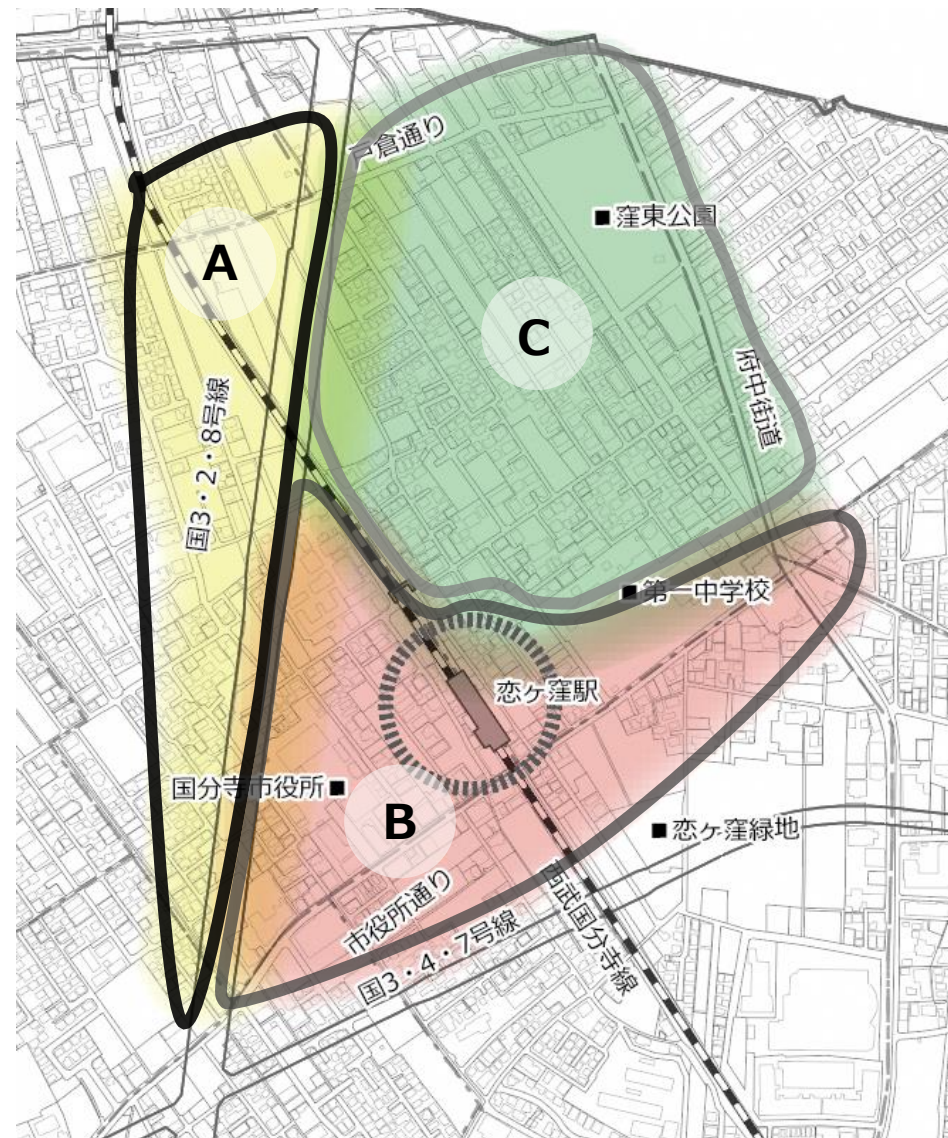 戸倉通り
窪東公園
A
C
府中街道
国3・2・8号線
第一中学校
恋ヶ窪駅
国分寺市役所
B
恋ヶ窪緑地
市役所通り
西武国分寺線
国3・4・7号線